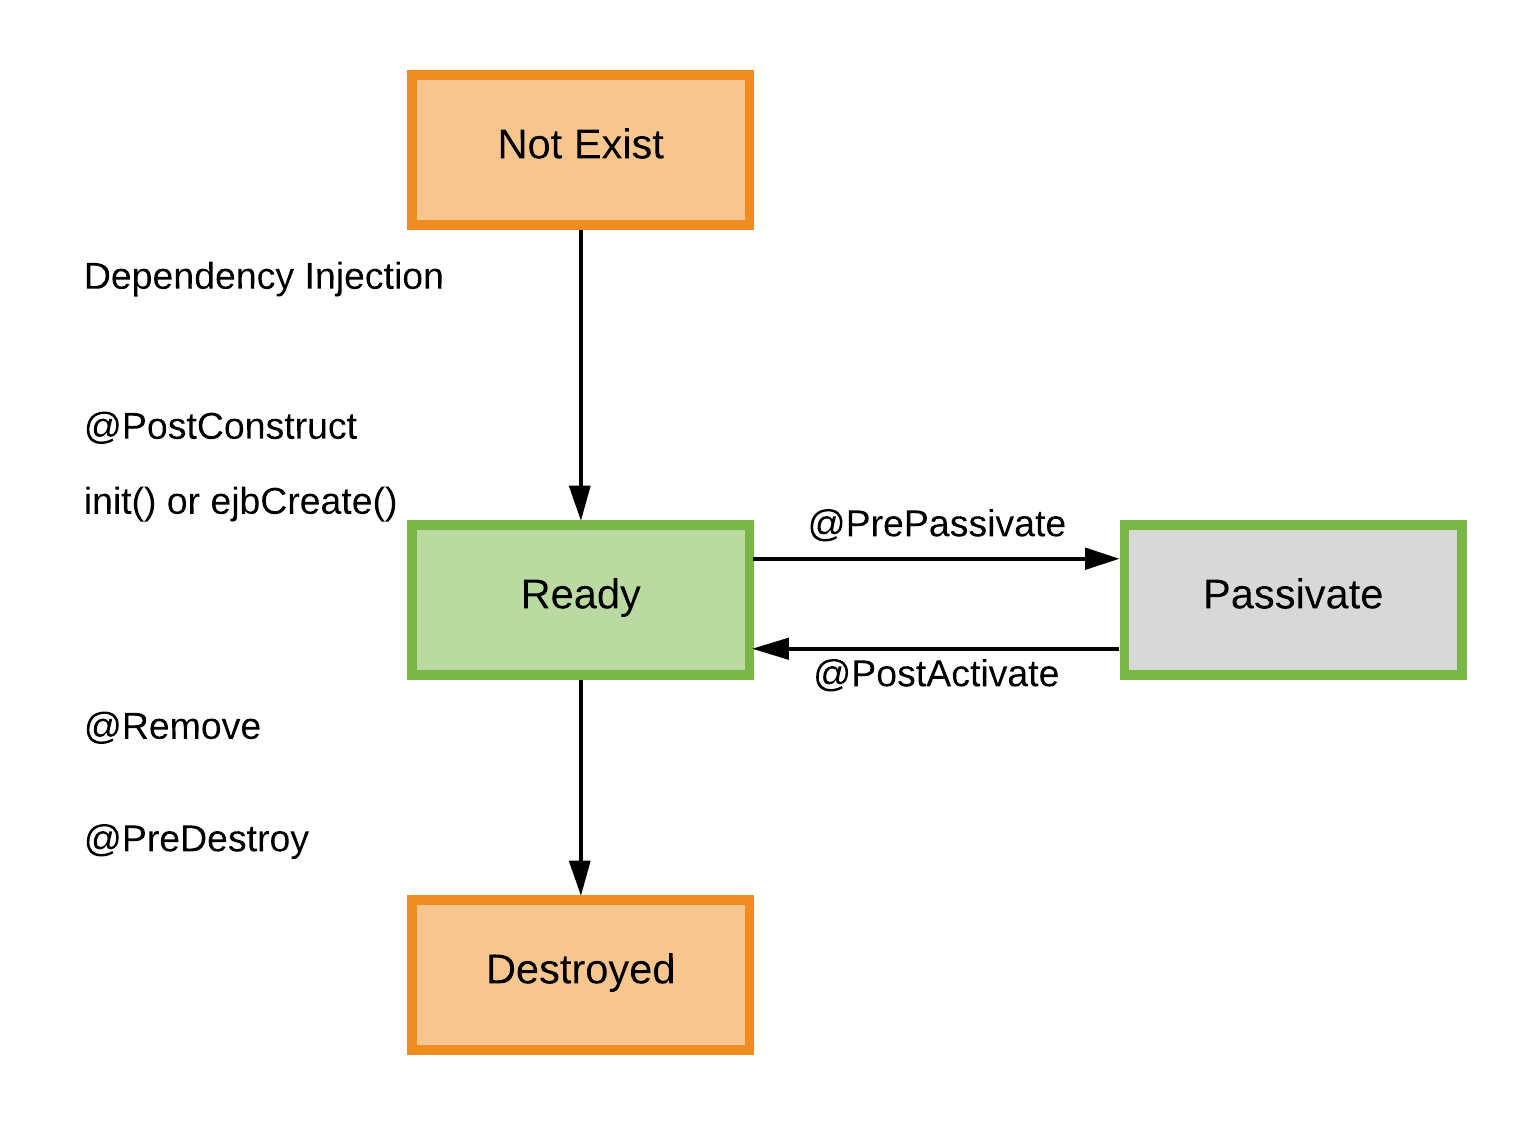 Not Exist
Dependency Injection
@PostConstruct
init() or ejbCreate()
@PrePassivate
Ready
Passivate
@PostActivate
@Remove
@PreDestroy
Destroyed